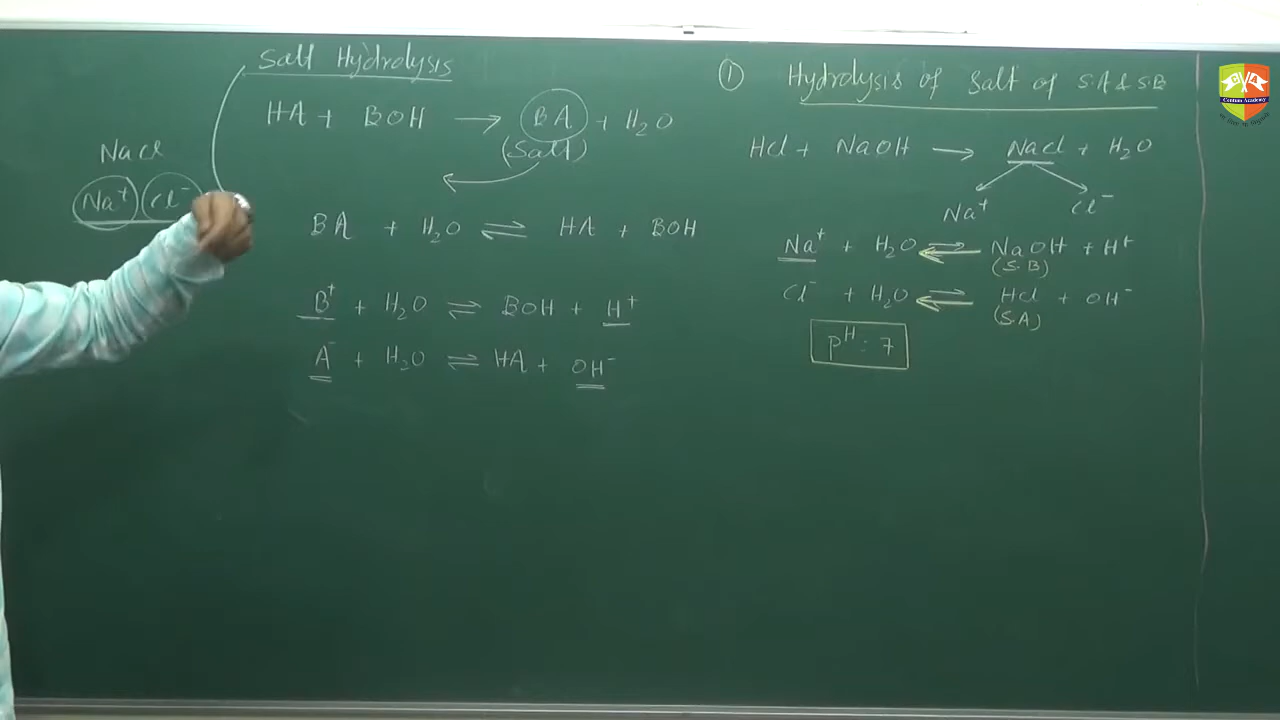 Salt Hydrolysis
HA + BOH → BA + H₂O
(Salt)
NaCl
Na⁺ Cl⁻
BA + H₂O ⇌ HA + BOH
B⁺ + H₂O ⇌ BOH + H⁺
A⁻ + H₂O ⇌ HA + OH⁻
① Hydrolysis of Salt of S.A & S.B
HCl + NaOH → NaCl + H₂O
Na⁺ Cl⁻
Na⁺ + H₂O ⇌ NaOH + H⁺
(S.B)
Cl⁻ + H₂O ⇌ HCl + OH⁻
(S.A)
pH = 7
Centum Academy